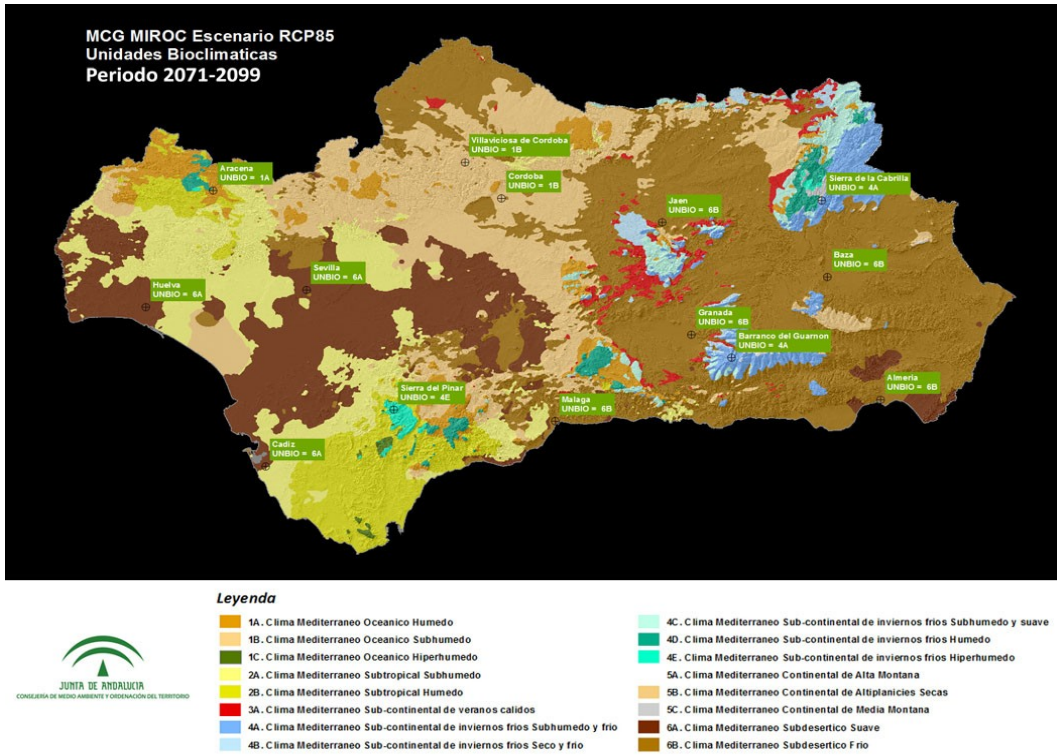 MCG MIROC Escenario RCP85
Unidades Bioclimaticas
Periodo 2071-2099
Villaviciosa de Cordoba
UNBIO = 1B
Aracena
UNBIO = 1A
Cordoba
UNBIO = 1B
Sierra de la Cabrilla
UNBIO = 4A
Jaen
UNBIO = 6B
Sevilla
UNBIO = 6A
Baza
UNBIO = 6B
Huelva
UNBIO = 6A
Granada
UNBIO = 6B
Barranco del Guarnon
UNBIO = 4A
Almeria
UNBIO = 6B
Sierra del Pinar
UNBIO = 4E
Malaga
UNBIO = 6B
Cadiz
UNBIO = 6A
Leyenda
1A. Clima Mediterraneo Oceanico Humedo
1B. Clima Mediterraneo Oceanico Subhumedo
1C. Clima Mediterraneo Oceanico Hiperhumedo
2A. Clima Mediterraneo Subtropical Subhumedo
2B. Clima Mediterraneo Subtropical Humedo
3A. Clima Mediterraneo Sub-continental de veranos calidos
4A. Clima Mediterraneo Sub-continental de inviernos frios Subhumedo y frio
4B. Clima Mediterraneo Sub-continental de inviernos frios Seco y frio
4C. Clima Mediterraneo Sub-continental de inviernos frios Subhumedo y suave
4D. Clima Mediterraneo Sub-continental de inviernos frios Humedo
4E. Clima Mediterraneo Sub-continental de inviernos frios Hiperhumedo
5A. Clima Mediterraneo Continental de Alta Montana
5B. Clima Mediterraneo Continental de Altiplanicies Secas
5C. Clima Mediterraneo Continental de Media Montana
6A. Clima Mediterraneo Subdesertico Suave
6B. Clima Mediterraneo Subdesertico Frio
JUNTA DE ANDALUCIA
CONSEJERÍA DE MEDIO AMBIENTE Y ORDENACIÓN DEL TERRITORIO